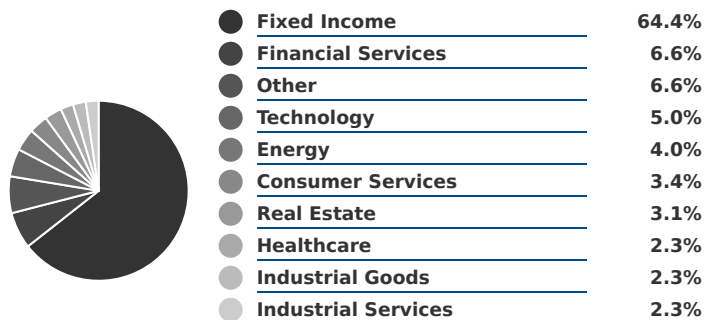 Fixed Income 64.4%
Financial Services 6.6%
Other 6.6%
Technology 5.0%
Energy 4.0%
Consumer Services 3.4%
Real Estate 3.1%
Healthcare 2.3%
Industrial Goods 2.3%
Industrial Services 2.3%